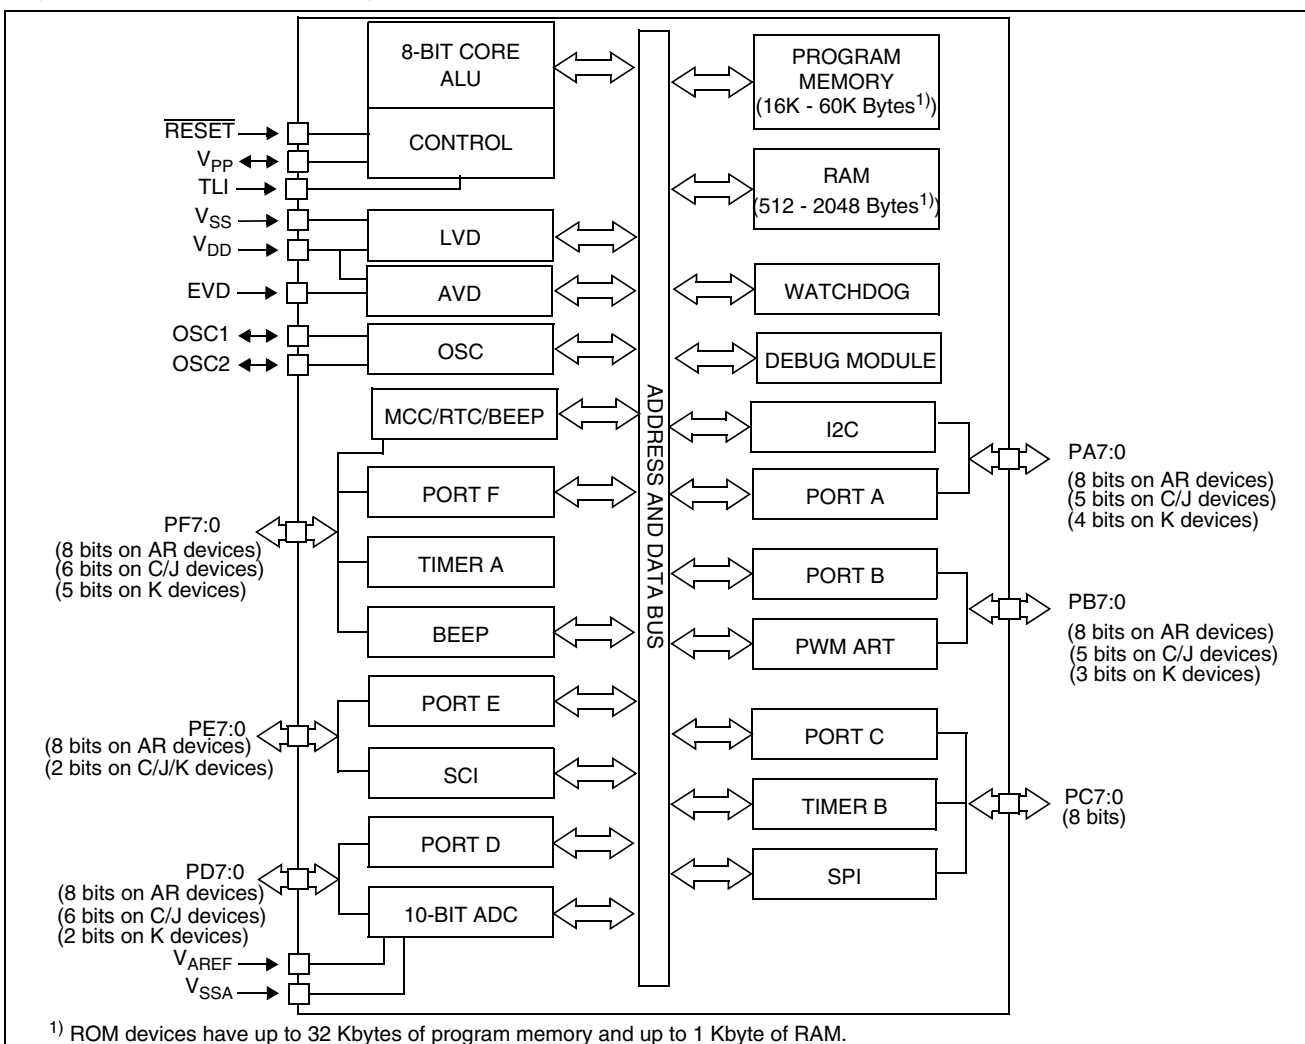 8-BIT CORE
ALU
CONTROL
RESET
VPP
TLI
VSS
VDD
EVD
OSC1
OSC2
LVD
AVD
OSC
MCC/RTC/BEEP
PORT F
TIMER A
BEEP
PF7:0
(8 bits on AR devices)
(6 bits on C/J devices)
(5 bits on K devices)
PORT E
SCI
PE7:0
(8 bits on AR devices)
(2 bits on C/J/K devices)
PORT D
10-BIT ADC
PD7:0
(8 bits on AR devices)
(6 bits on C/J devices)
(2 bits on K devices)
VAREF
VSSA
ADDRESS AND DATA BUS
PROGRAM
MEMORY
(16K - 60K Bytes1))
RAM
(512 - 2048 Bytes1))
WATCHDOG
DEBUG MODULE
I2C
PORT A
PA7:0
(8 bits on AR devices)
(5 bits on C/J devices)
(4 bits on K devices)
PORT B
PWM ART
PB7:0
(8 bits on AR devices)
(5 bits on C/J devices)
(3 bits on K devices)
PORT C
TIMER B
SPI
PC7:0
(8 bits)
1) ROM devices have up to 32 Kbytes of program memory and up to 1 Kbyte of RAM.